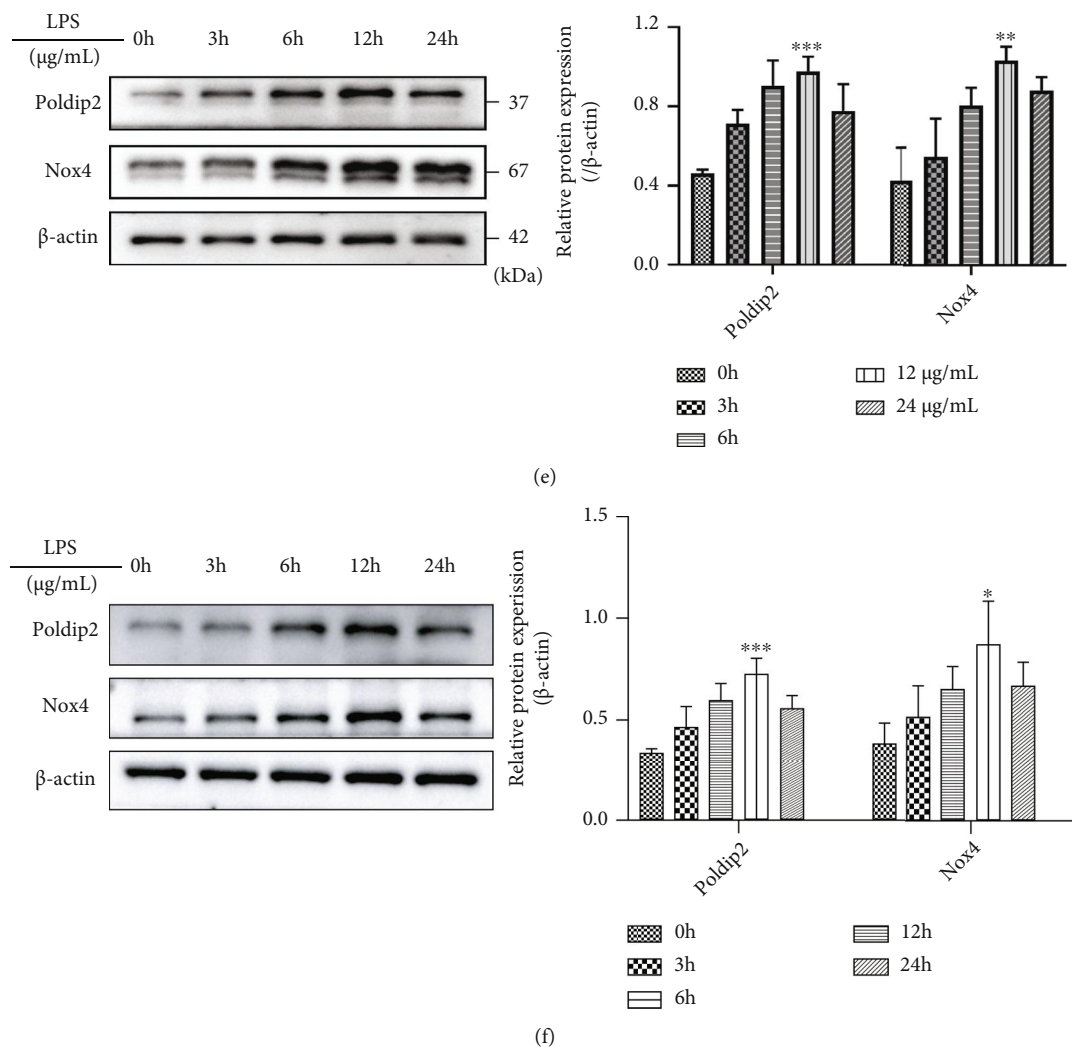 LPS
(μg/mL)
0h 3h 6h 12h 24h
Poldip2
37
Nox4
67
β-actin
42
(kDa)
Relative protein expression
(/β-actin)
1.2
0.8
0.4
0.0
***
**
Poldip2
Nox4
0h
3h
6h
12 μg/mL
24 μg/mL
(e)
LPS
(μg/mL)
0h 3h 6h 12h 24h
Poldip2
Nox4
β-actin
Relative protein experission
(β-actin)
1.5
1.0
0.5
0.0
***
*
Poldip2
Nox4
0h
3h
6h
12h
24h
(f)